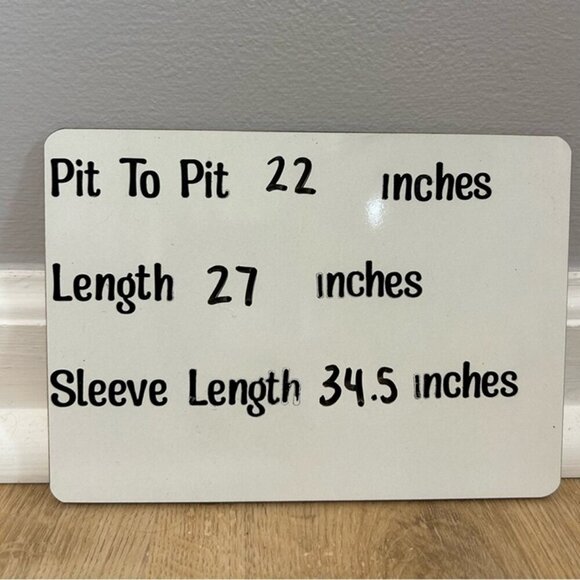 Pit To Pit 22 inches
Length 27 inches
Sleeve Length 34.5 inches